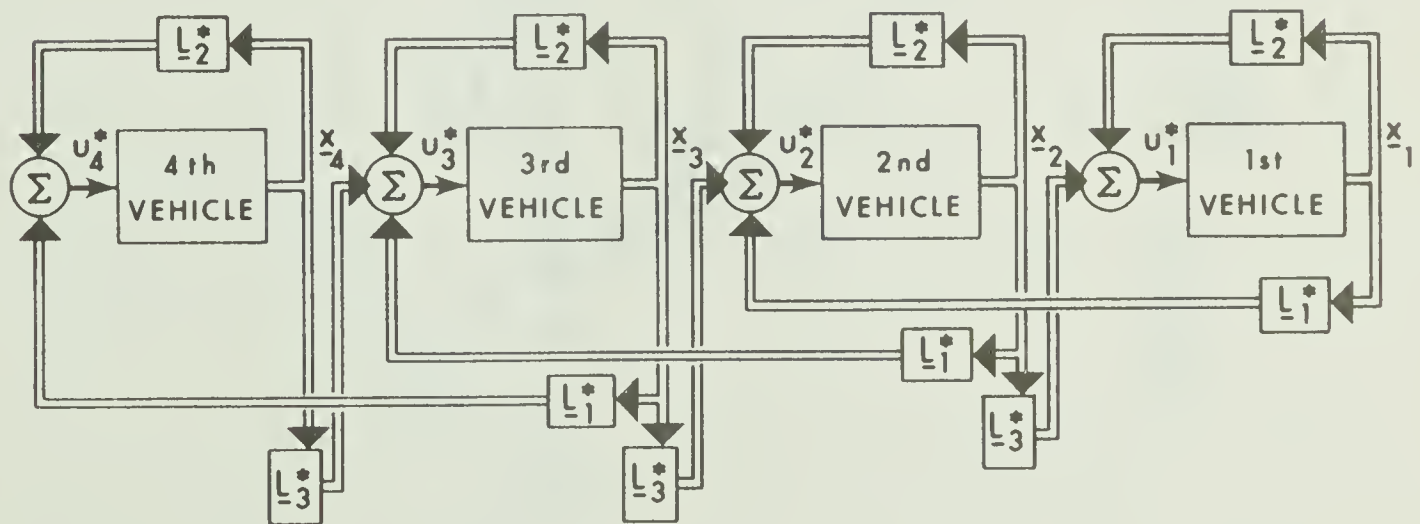 L*2 L*2 L*2 L*2
u*4 4th VEHICLE x4
u*3 3rd VEHICLE x3
u*2 2nd VEHICLE x2
u*1 1st VEHICLE x1
Σ Σ Σ Σ
L*1
L*1
L*1
L*3
L*3
L*3